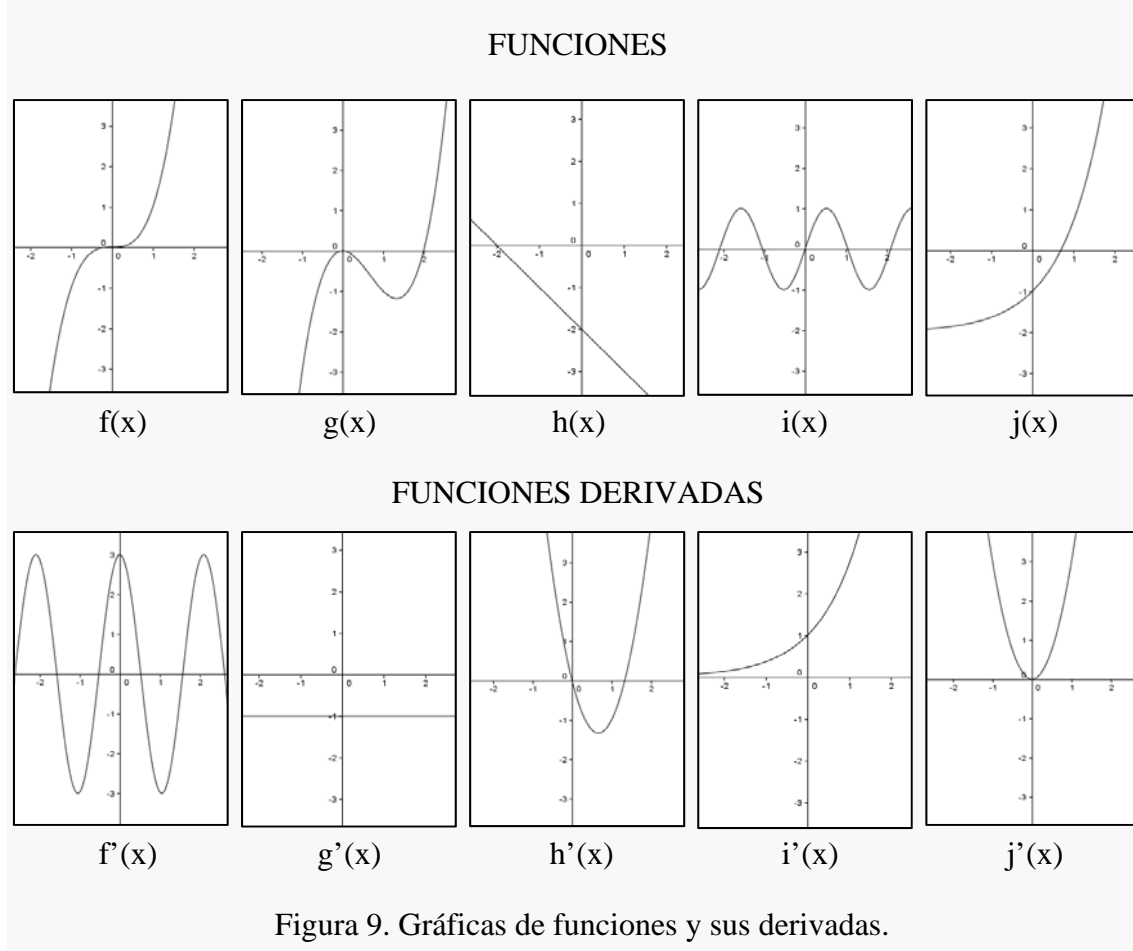 FUNCIONES
f(x) g(x) h(x) i(x) j(x)
FUNCIONES DERIVADAS
f’(x) g’(x) h’(x) i’(x) j’(x)
Figura 9. Gráficas de funciones y sus derivadas.